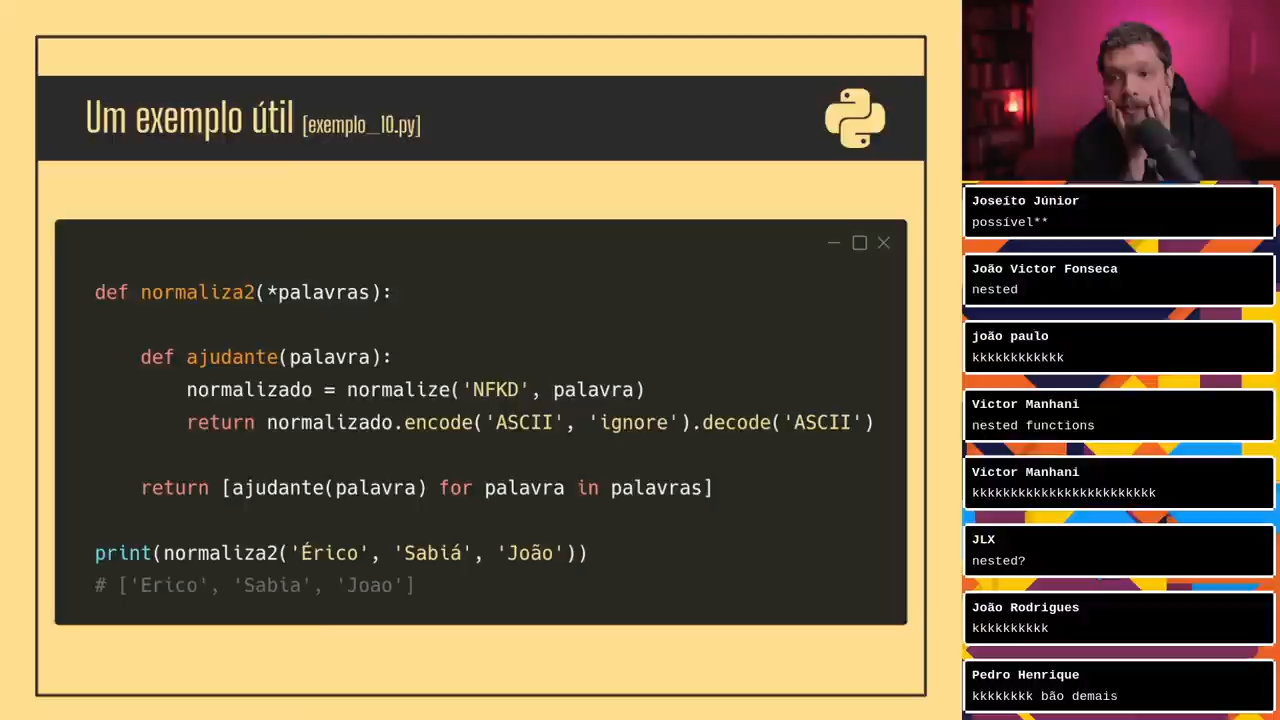 Um exemplo útil [exemplo_10.py]
def normaliza2(*palavras):
def ajudante(palavra):
normalizado = normalize('NFKD', palavra)
return normalizado.encode('ASCII', 'ignore').decode('ASCII')
return [ajudante(palavra) for palavra in palavras]
print(normaliza2('Érico', 'Sabiá', 'João'))
# ['Erico', 'Sabia', 'Joao']
Joseíto Júnior
possível**
João Victor Fonseca
nested
joão paulo
kkkkkkkkkkkk
Victor Manhani
nested functions
Victor Manhani
kkkkkkkkkkkkkkkkkkkkkkkk
JLX
nested?
João Rodrigues
kkkkkkkkkk
Pedro Henrique
kkkkkkkk bão demais